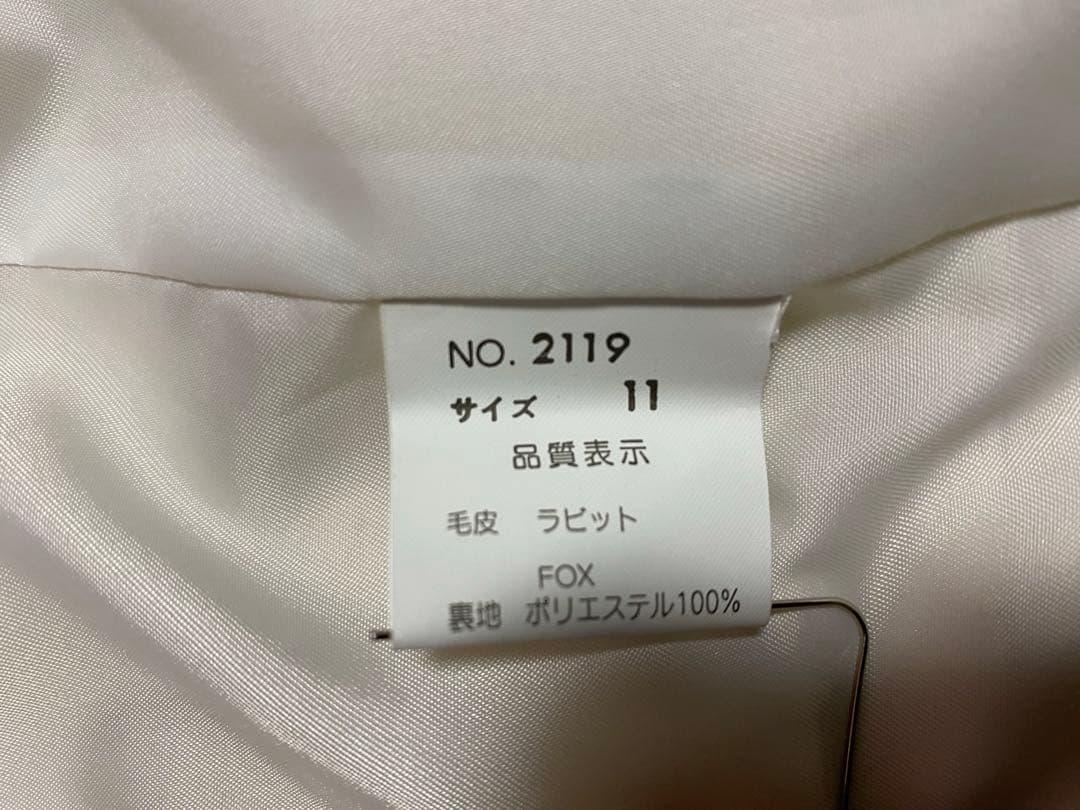 NO. 2119
サイズ 11
品質表示
毛皮 ラビット
FOX
裏地 ポリエステル100%